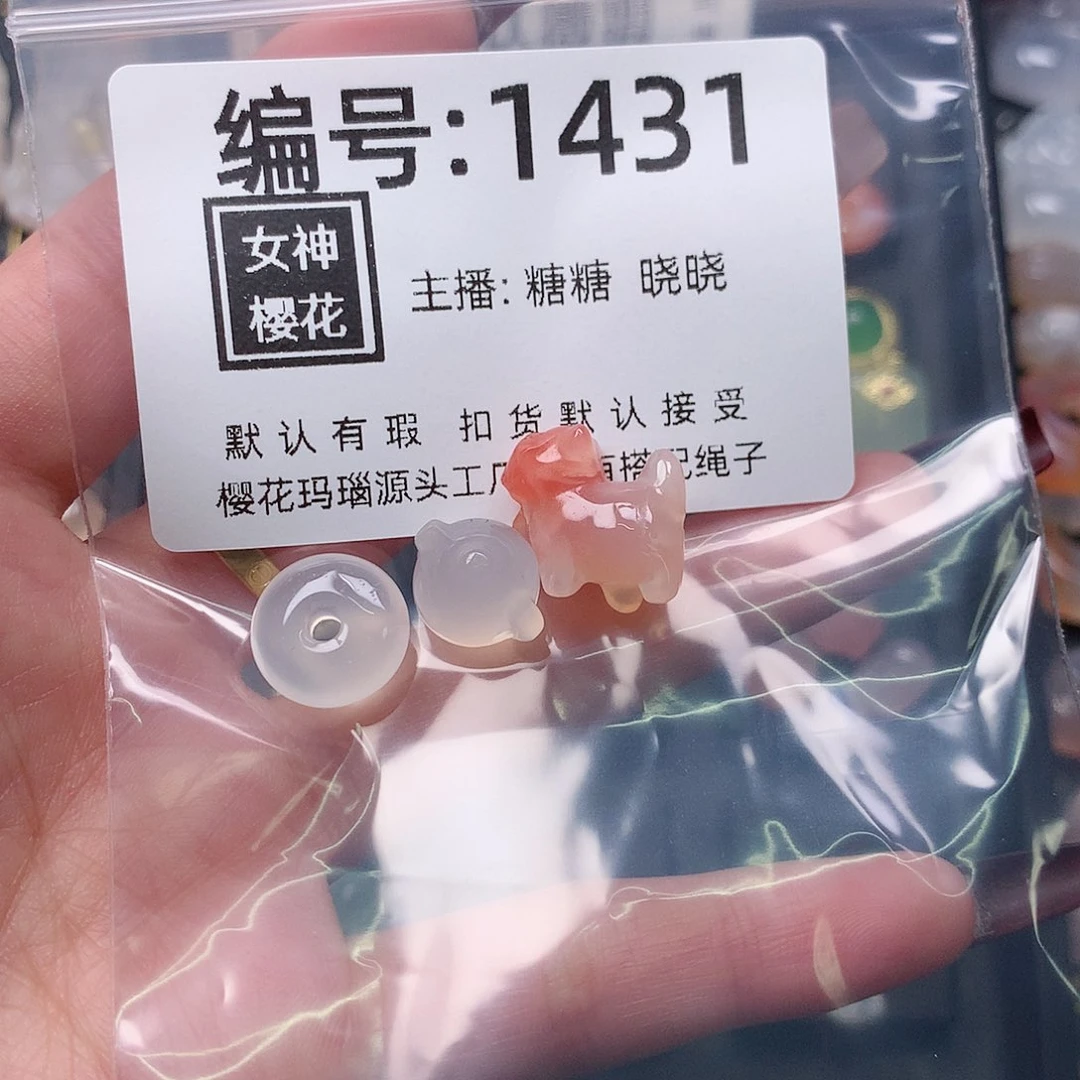 编号:1431
女神
樱花
主播: 糖糖 晓晓
默认有瑕 扣货默认接受
樱花玛瑙源头工厂 搭配绳子